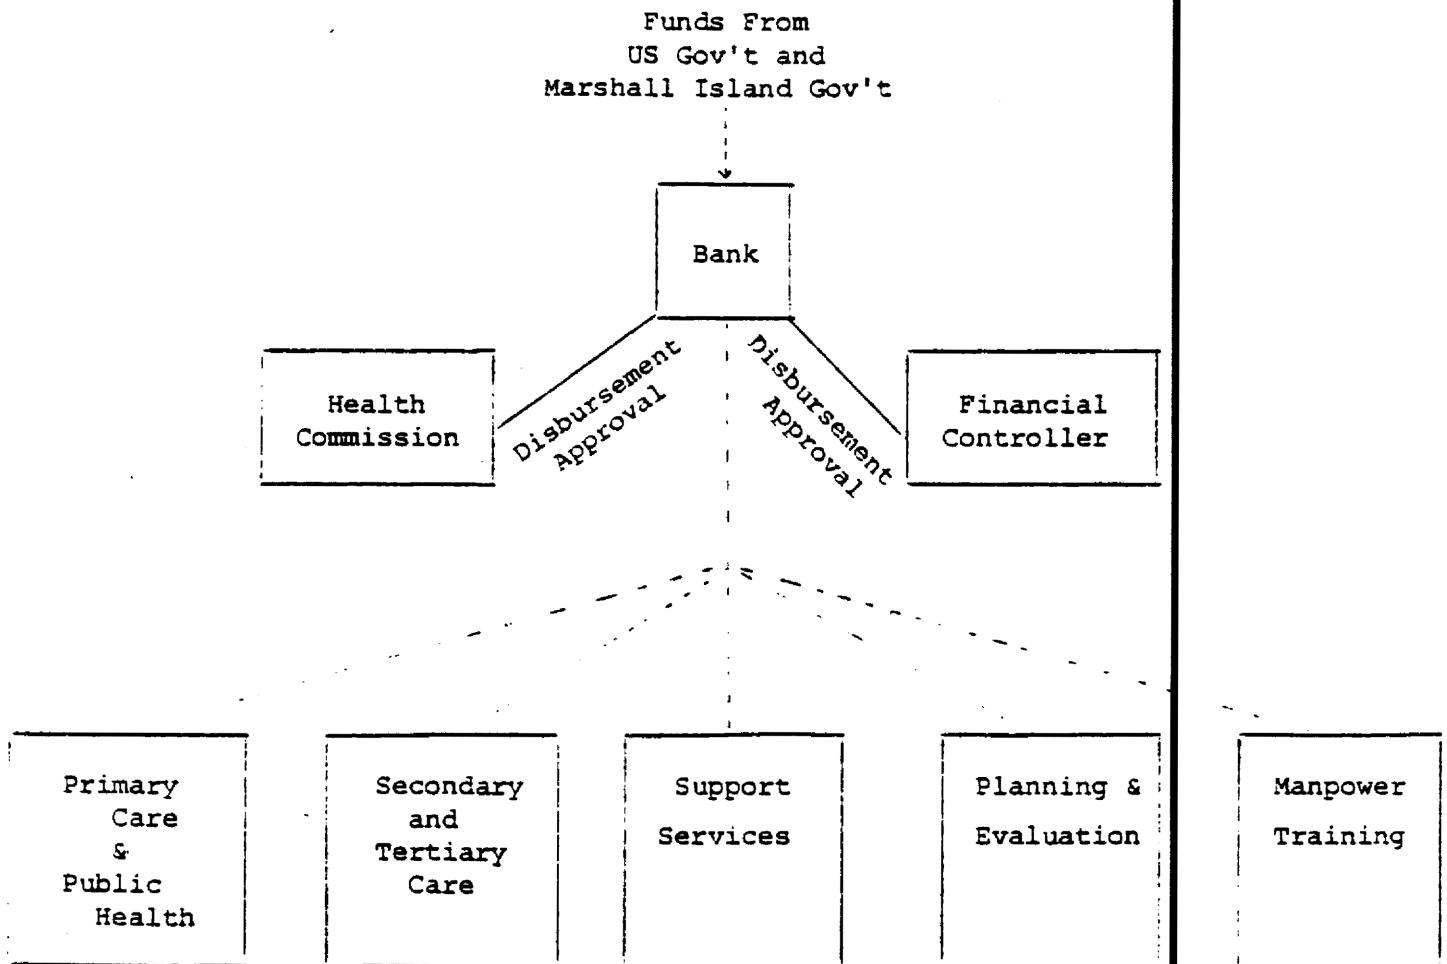 Funds From
US Gov't and
Marshall Island Gov't
Bank
Health
Commission
Disbursement
Approval
Disbursement
Approval
Financial
Controller
Primary
Care
&
Public
Health
Secondary
and
Tertiary
Care
Support
Services
Planning &
Evaluation
Manpower
Training